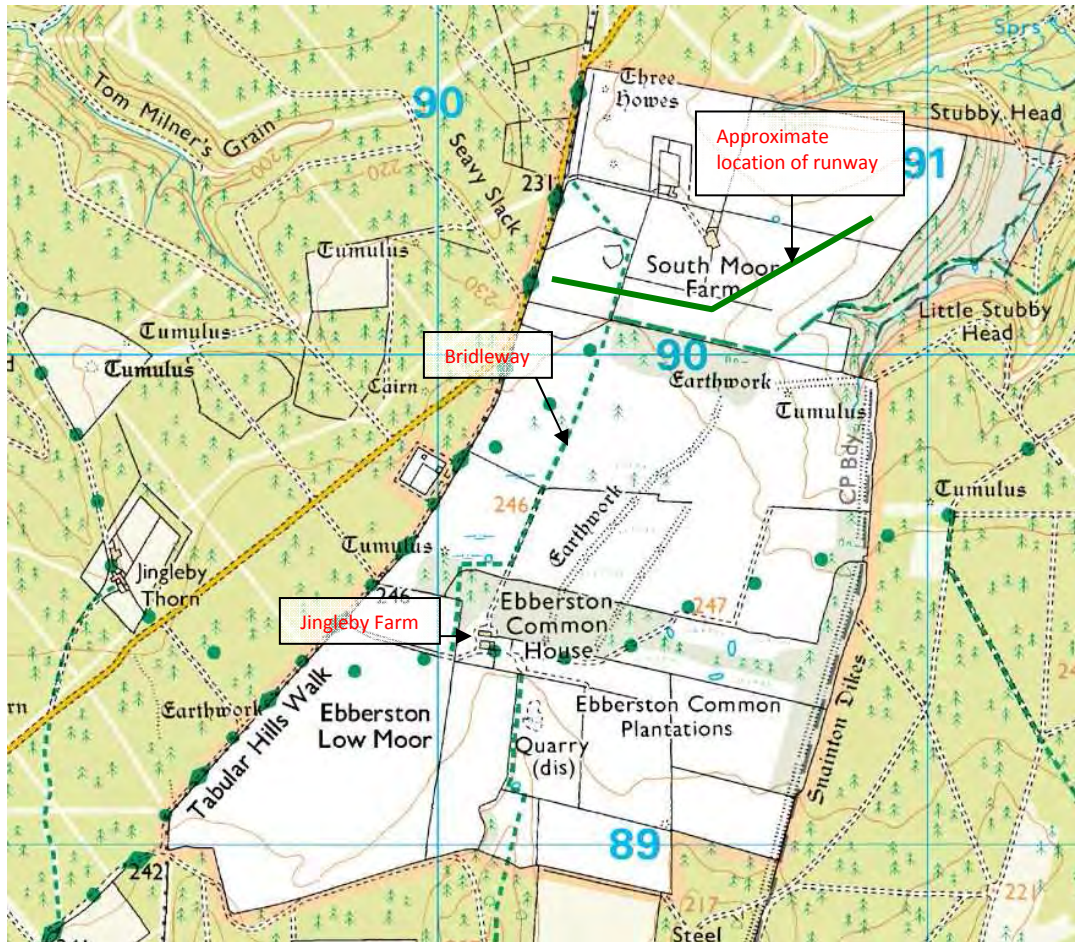 Sprs
Tom Milner's
Grain
200
220
90
Seavy Slack
231
Three
Howes
Approximate
location of runway
Stubby Head
91
Tumulus
230
South Moor
Farm
Little Stubby
Head
Tumulus
Tumulus
Cairn
Bridleway
90
Earthwork
Tumulus
CP Bdy
246
Earthwork
Tumulus
Tumulus
Jingleby
Thorn
246
Jingleby Farm
Ebberston
Common
House
247
Earthwork
Tabular Hills Walk
Ebberston
Low Moor
Quarry
(dis)
Ebberston Common
Plantations
Snainton Dikes
89
242
217
221
Steel